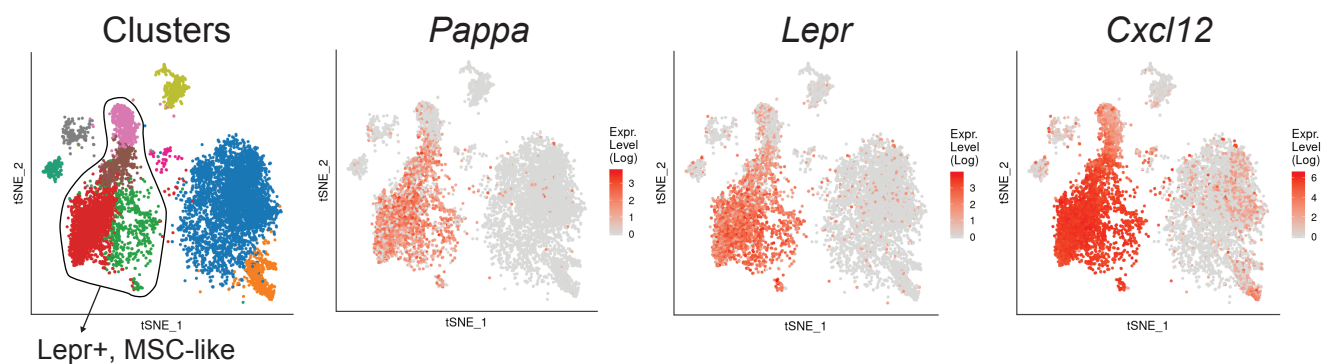 Clusters
Pappa
Lepr
Cxcl12
tSNE_2
tSNE_1
Lepr+, MSC-like
tSNE_2
tSNE_1
Expr.
Level
(Log)
3
2
1
0
tSNE_2
tSNE_1
Expr.
Level
(Log)
3
2
1
0
tSNE_2
tSNE_1
Expr.
Level
(Log)
6
4
2
0